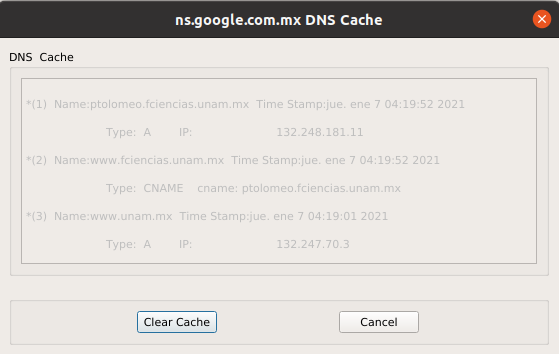 ns.google.com.mx DNS Cache
DNS Cache
*(1) Name:ptolomeo.fciencias.unam.mx Time Stamp:jue. ene 7 04:19:52 2021
Type: A IP: 132.248.181.11
*(2) Name:www.fciencias.unam.mx Time Stamp:jue. ene 7 04:19:52 2021
Type: CNAME cname: ptolomeo.fciencias.unam.mx
*(3) Name:www.unam.mx Time Stamp:jue. ene 7 04:19:01 2021
Type: A IP: 132.247.70.3
Clear Cache Cancel